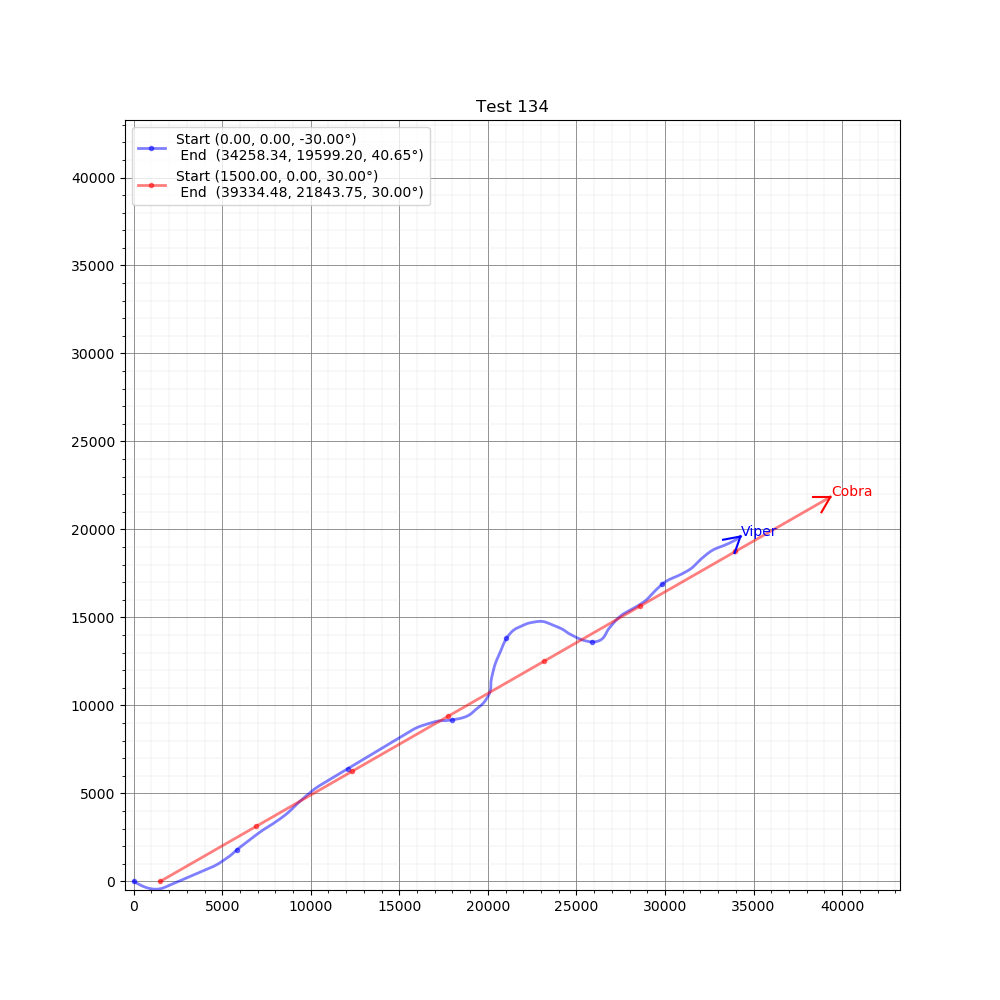 Test 134
Start (0.00, 0.00, -30.00°)
End (34258.34, 19599.20, 40.65°)
Start (1500.00, 0.00, 30.00°)
End (39334.48, 21843.75, 30.00°)
40000
35000
30000
25000
20000
15000
10000
5000
0
Cobra
Viper
0 5000 10000 15000 20000 25000 30000 35000 40000